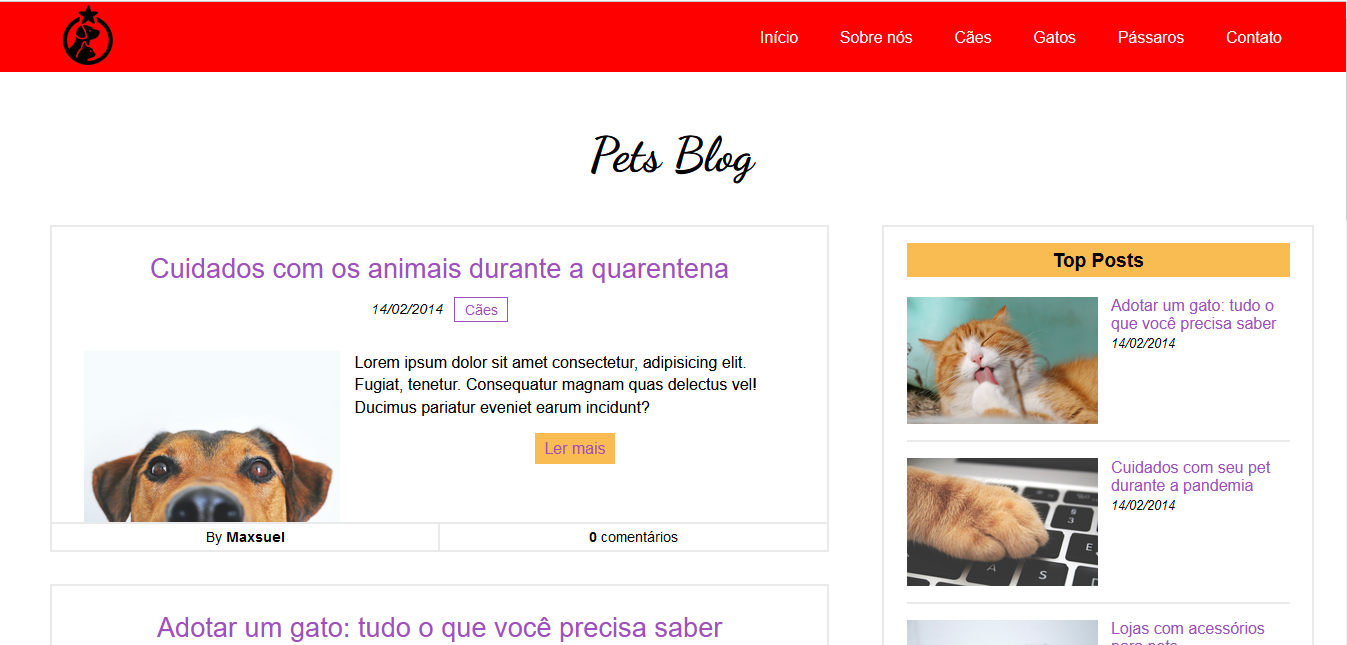 Início Sobre nós Cães Gatos Pássaros Contato
Pets Blog
Cuidados com os animais durante a quarentena
14/02/2014 Cães
Lorem ipsum dolor sit amet consectetur, adipisicing elit.
Fugiat, tenetur. Consequatur magnam quas delectus vel!
Ducimus pariatur eveniet earum incidunt?
Ler mais
By Maxsuel
0 comentários
Adotar um gato: tudo o que você precisa saber
Top Posts
Adotar um gato: tudo o
que você precisa saber
14/02/2014
Cuidados com seu pet
durante a pandemia
14/02/2014
Lojas com acessórios
para pets